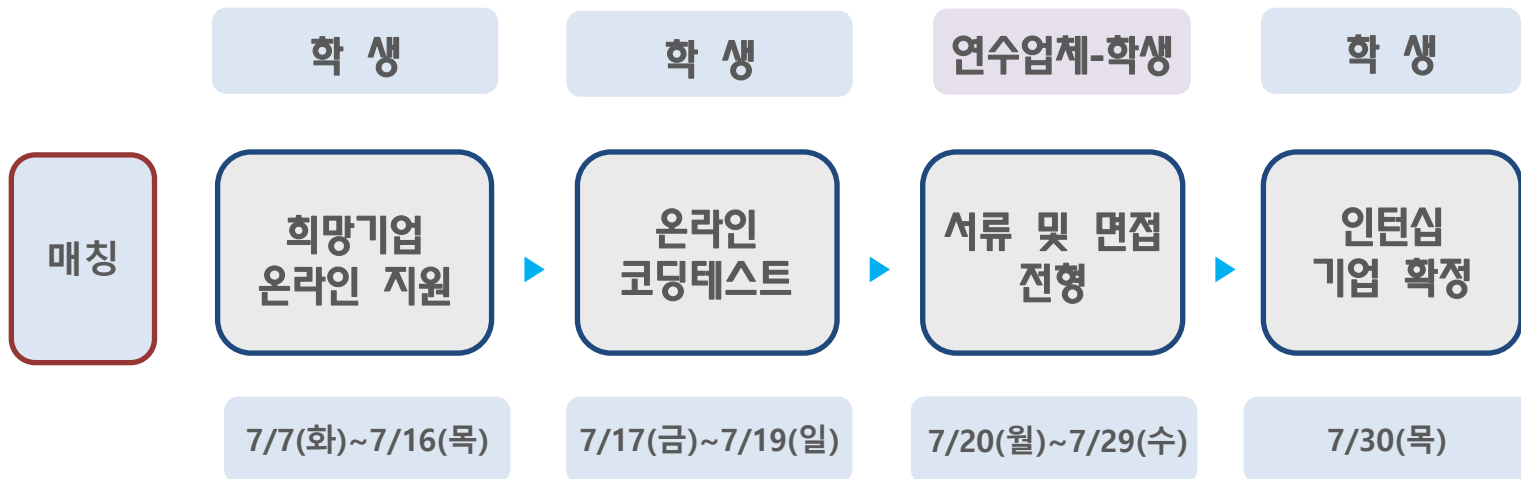 학 생
학 생
연수업체-학생
학 생
매칭
희망기업
온라인 지원
온라인
코딩테스트
서류 및 면접
전형
인턴십
기업 확정
7/7(화)~7/16(목)
7/17(금)~7/19(일)
7/20(월)~7/29(수)
7/30(목)